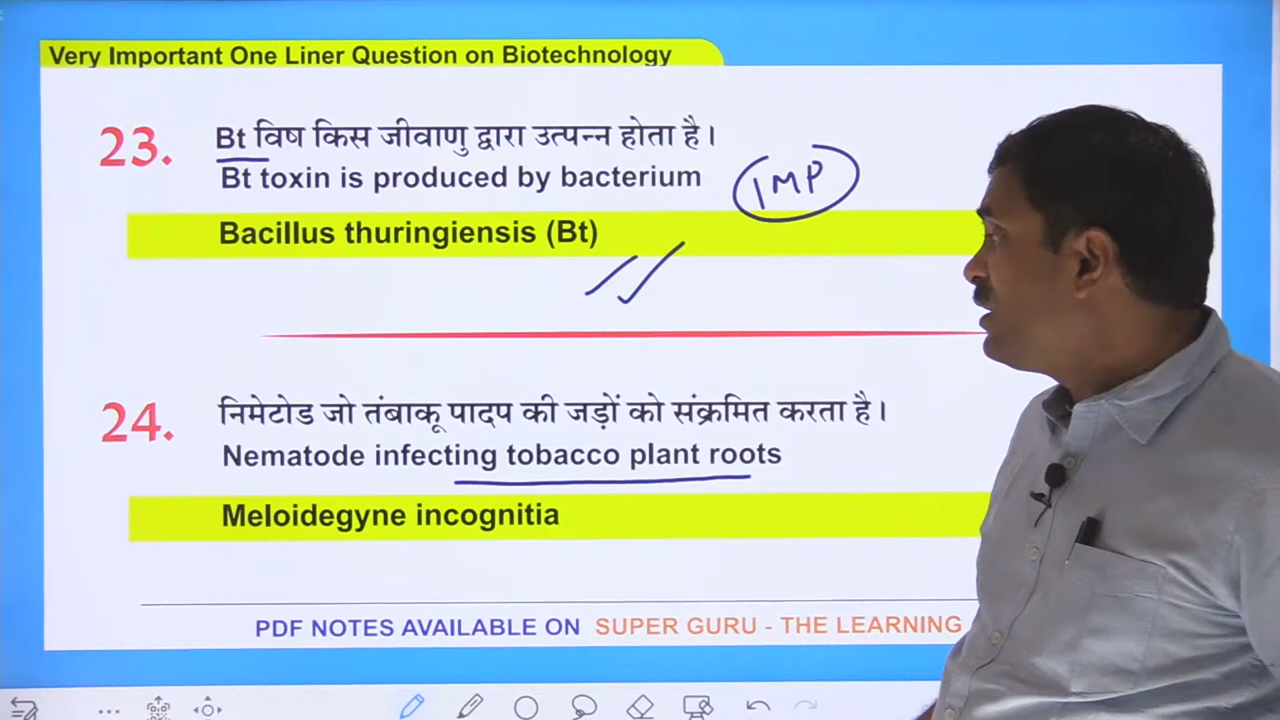 Very Important One Liner Question on Biotechnology
23. Bt विष किस जीवाणु द्वारा उत्पन्न होता है।
Bt toxin is produced by bacterium
IMP
Bacillus thuringiensis (Bt)
24. निमेटोड जो तंबाकू पादप की जड़ों को संक्रमित करता है।
Nematode infecting tobacco plant roots
Meloidegyne incognitia
PDF NOTES AVAILABLE ON SUPER GURU - THE LEARNING